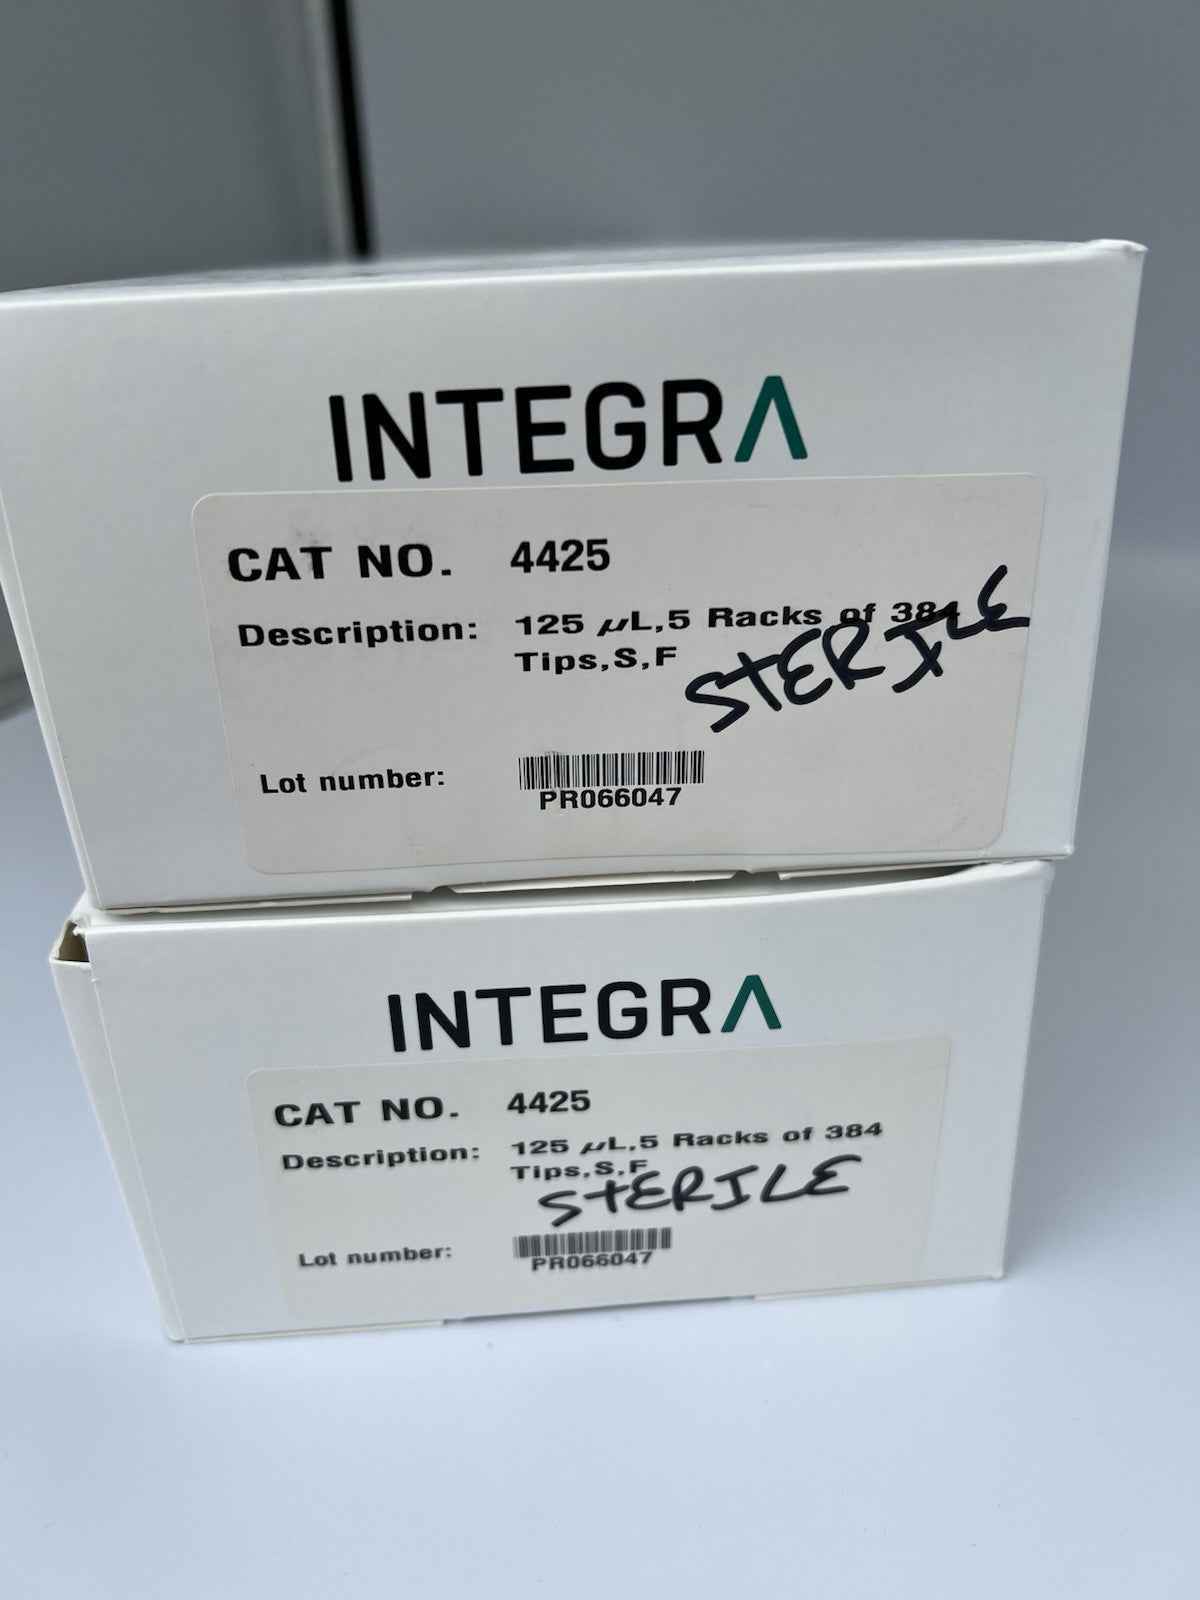 INTEGRA
CAT NO. 4425
Description: 125 µL,5 Racks of 384
Tips,S,F
STERILE
Lot number:
PR066047
INTEGRA
CAT NO. 4425
Description: 125 µL,5 Racks of 384
Tips,S,F
STERILE
Lot number:
PR066047